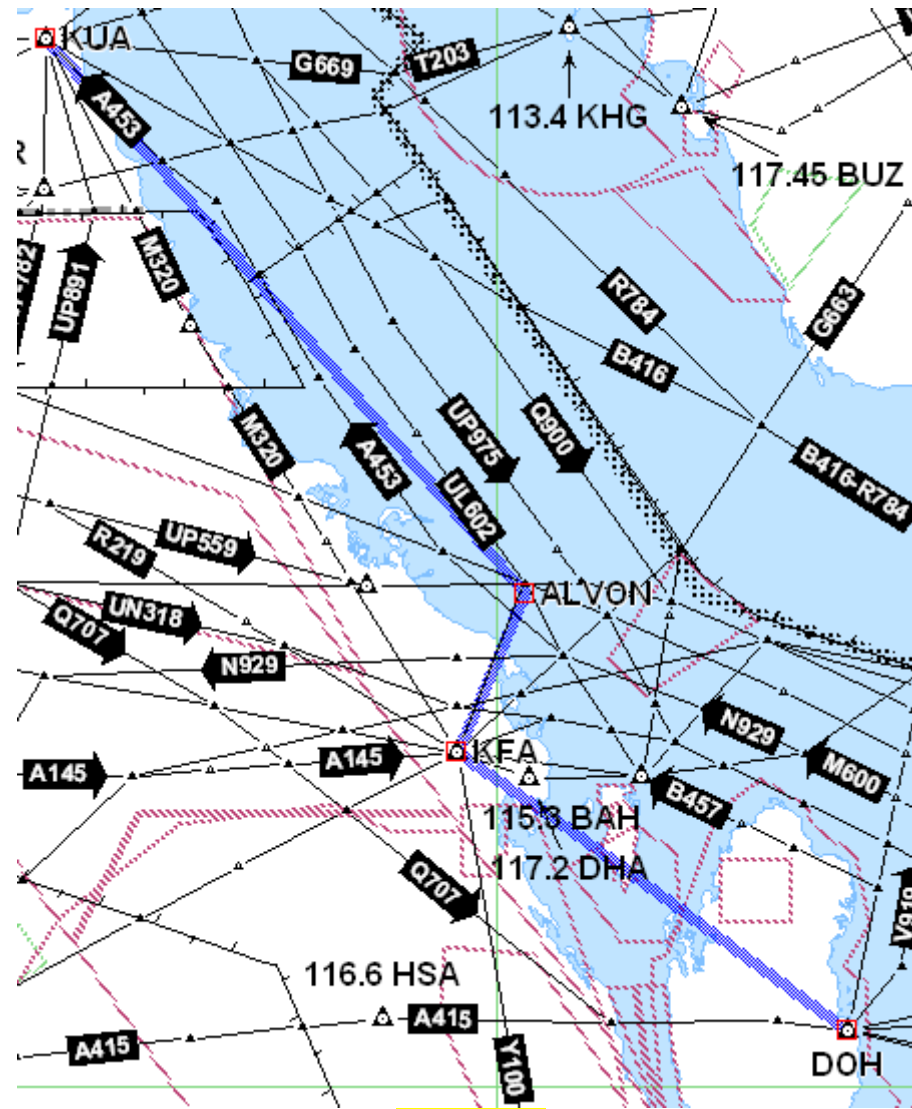 KUA
T203
G669
A453
113.4 KHG
R
117.45 BUZ
M320
UP891
R784
G663
B416
M320
UP975
Q900
A453
B416-R784
UL602
UP559
R219
ALVON
UN318
Q707
N929
N929
KFA
A145
A145
M600
B457
115.3 BAH
117.2 DHA
Q707
116.6 HSA
A415
A415
Y100
DOH